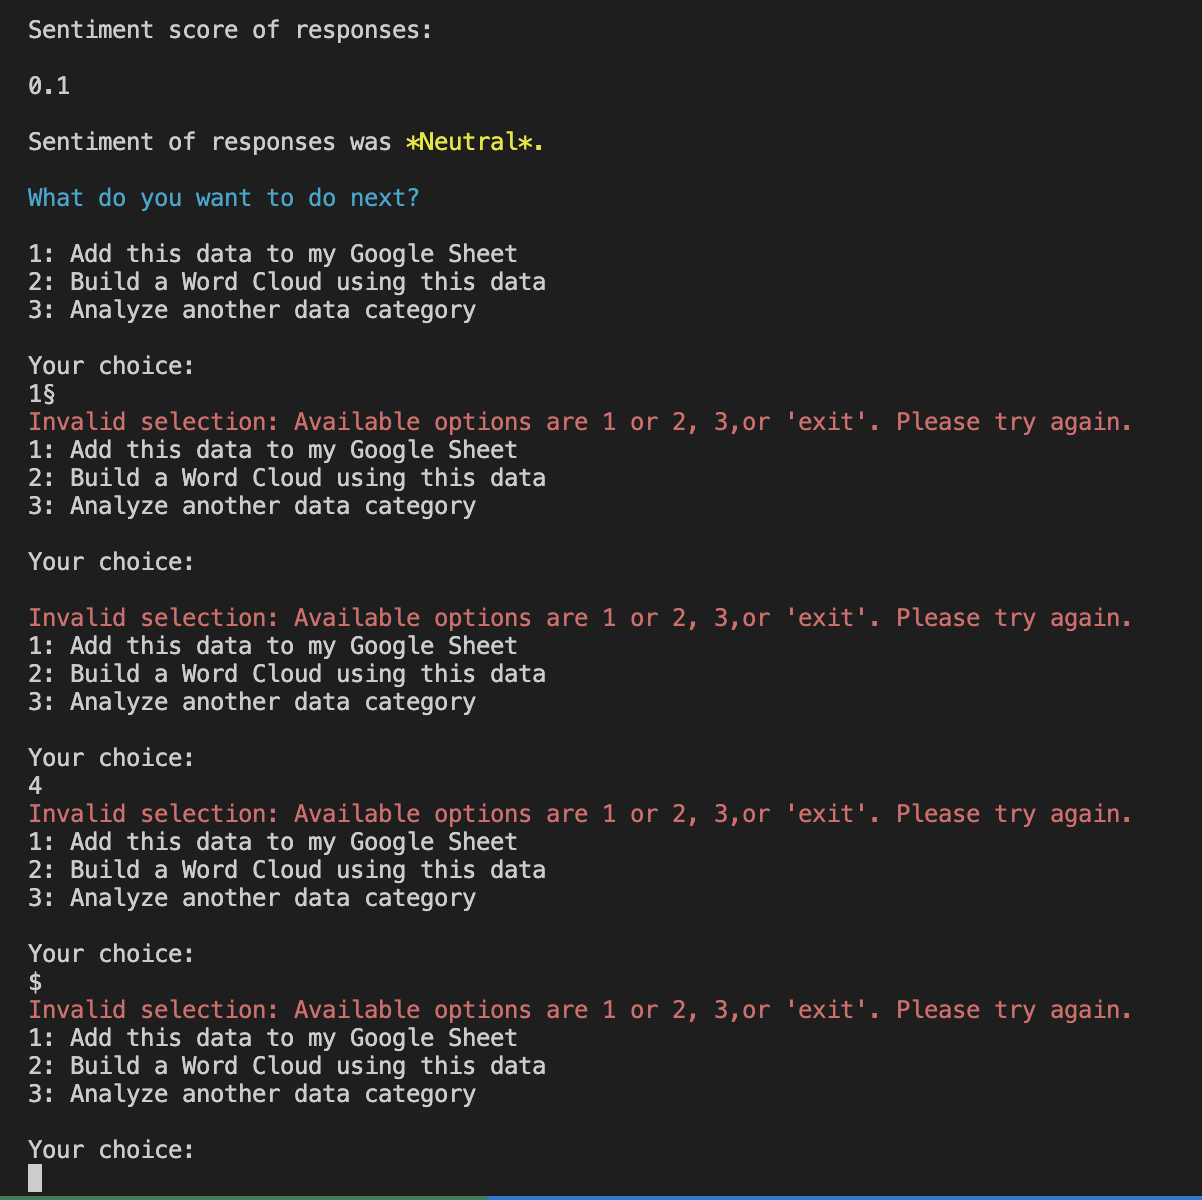 Sentiment score of responses:
0.1
Sentiment of responses was *Neutral*.
What do you want to do next?
1: Add this data to my Google Sheet
2: Build a Word Cloud using this data
3: Analyze another data category
Your choice:
1§
Invalid selection: Available options are 1 or 2, 3,or 'exit'. Please try again.
1: Add this data to my Google Sheet
2: Build a Word Cloud using this data
3: Analyze another data category
Your choice:
Invalid selection: Available options are 1 or 2, 3,or 'exit'. Please try again.
1: Add this data to my Google Sheet
2: Build a Word Cloud using this data
3: Analyze another data category
Your choice:
4
Invalid selection: Available options are 1 or 2, 3,or 'exit'. Please try again.
1: Add this data to my Google Sheet
2: Build a Word Cloud using this data
3: Analyze another data category
Your choice:
$
Invalid selection: Available options are 1 or 2, 3,or 'exit'. Please try again.
1: Add this data to my Google Sheet
2: Build a Word Cloud using this data
3: Analyze another data category
Your choice: